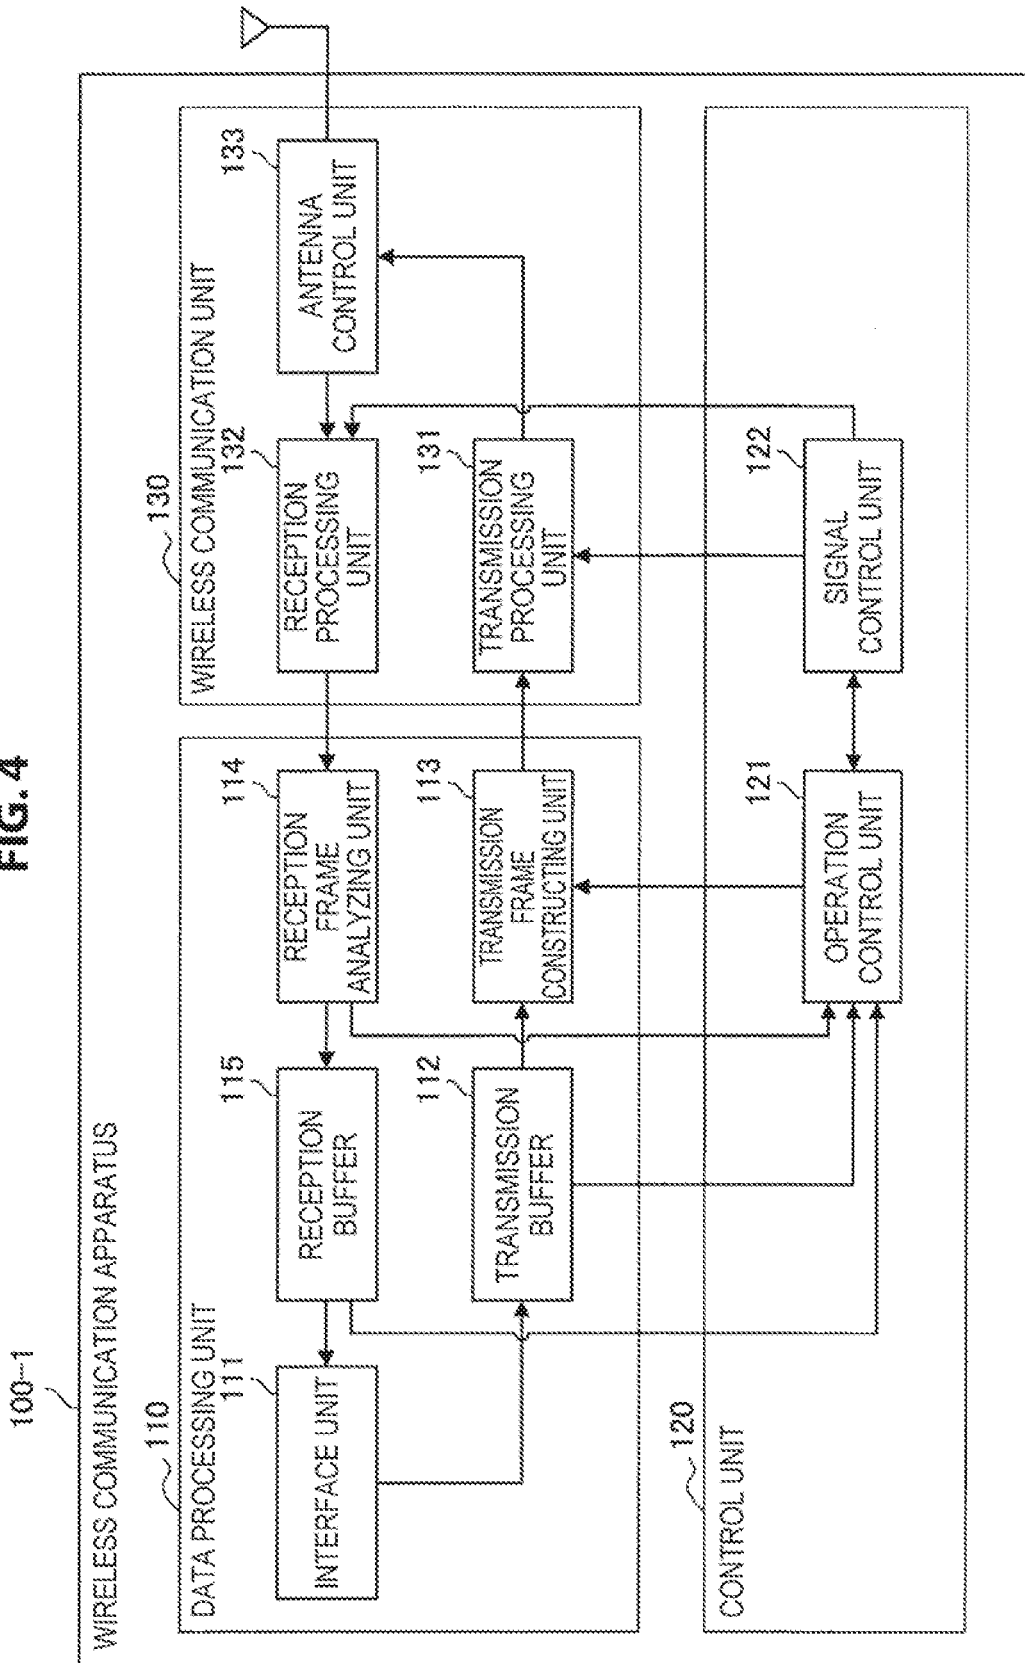 FIG. 4
100-1
WIRELESS COMMUNICATION APPARATUS
110
DATA PROCESSING UNIT
111
INTERFACE UNIT
115
RECEPTION
BUFFER
114
RECEPTION
FRAME
ANALYZING UNIT
112
TRANSMISSION
BUFFER
113
TRANSMISSION
FRAME
CONSTRUCTING UNIT
130
WIRELESS COMMUNICATION UNIT
132
RECEPTION
PROCESSING
UNIT
133
ANTENNA
CONTROL UNIT
131
TRANSMISSION
PROCESSING
UNIT
120
CONTROL UNIT
121
OPERATION
CONTROL UNIT
122
SIGNAL
CONTROL UNIT